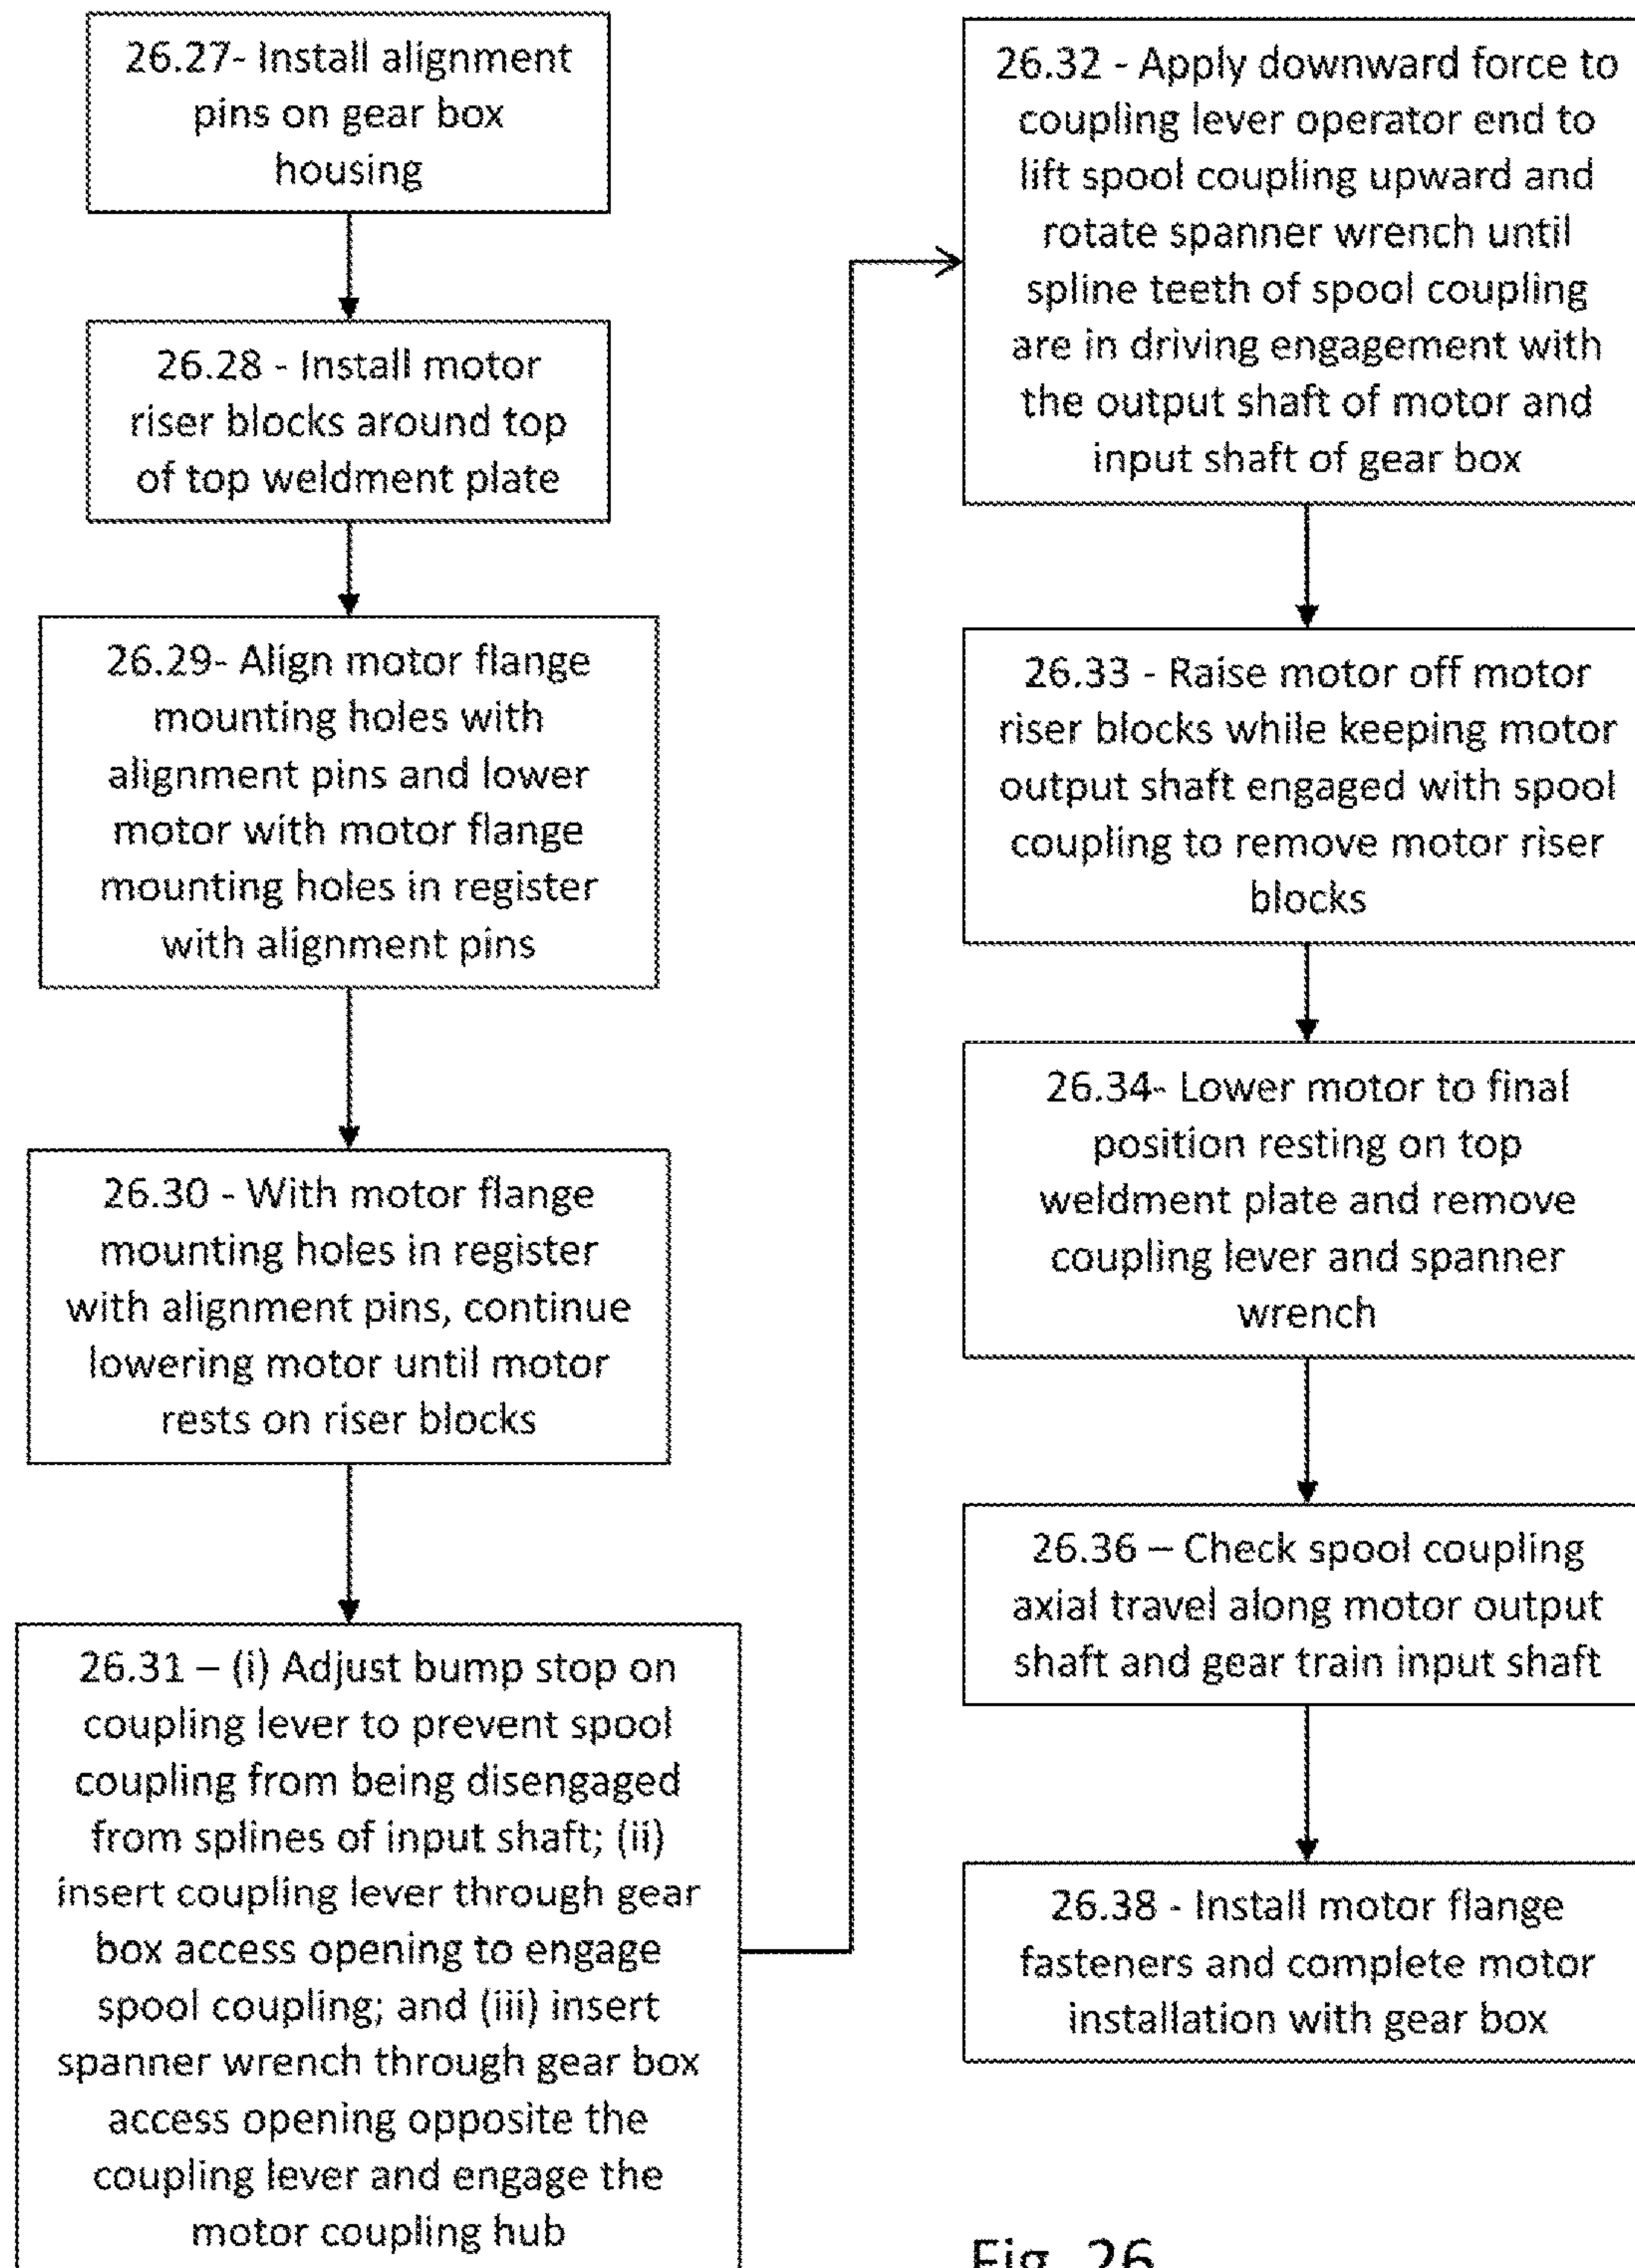 26.27- Install alignment
pins on gear box
housing
26.28 - Install motor
riser blocks around top
of top weldment plate
26.29- Align motor flange
mounting holes with
alignment pins and lower
motor with motor flange
mounting holes in register
with alignment pins
26.30 - With motor flange
mounting holes in register
with alignment pins, continue
lowering motor until motor
rests on riser blocks
26.31 – (i) Adjust bump stop on
coupling lever to prevent spool
coupling from being disengaged
from splines of input shaft; (ii)
insert coupling lever through gear
box access opening to engage
spool coupling; and (iii) insert
spanner wrench through gear box
access opening opposite the
coupling lever and engage the
motor coupling hub
26.32 - Apply downward force to
coupling lever operator end to
lift spool coupling upward and
rotate spanner wrench until
spline teeth of spool coupling
are in driving engagement with
the output shaft of motor and
input shaft of gear box
26.33 - Raise motor off motor
riser blocks while keeping motor
output shaft engaged with spool
coupling to remove motor riser
blocks
26.34- Lower motor to final
position resting on top
weldment plate and remove
coupling lever and spanner
wrench
26.36 – Check spool coupling
axial travel along motor output
shaft and gear train input shaft
26.38 - Install motor flange
fasteners and complete motor
installation with gear box
Fig. 26